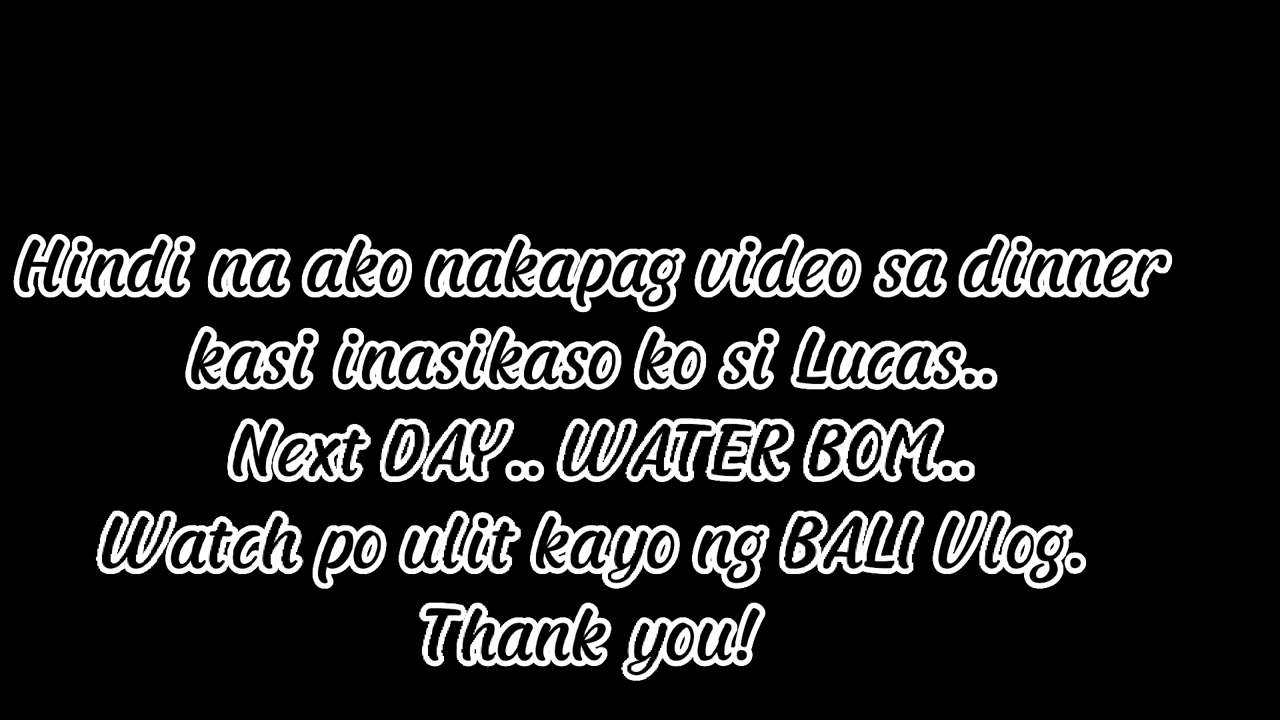 Hindi na ako nakapag video sa dinner
kasi inasikaso ko si Lucas..
Next DAY.. WATER BOM..
Watch po ulit kayo ng BALI Vlog.
Thank you!